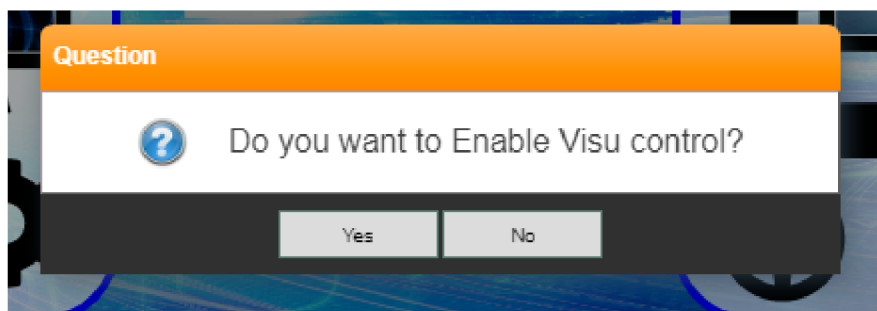 Question
Do you want to Enable Visu control?
Yes
No